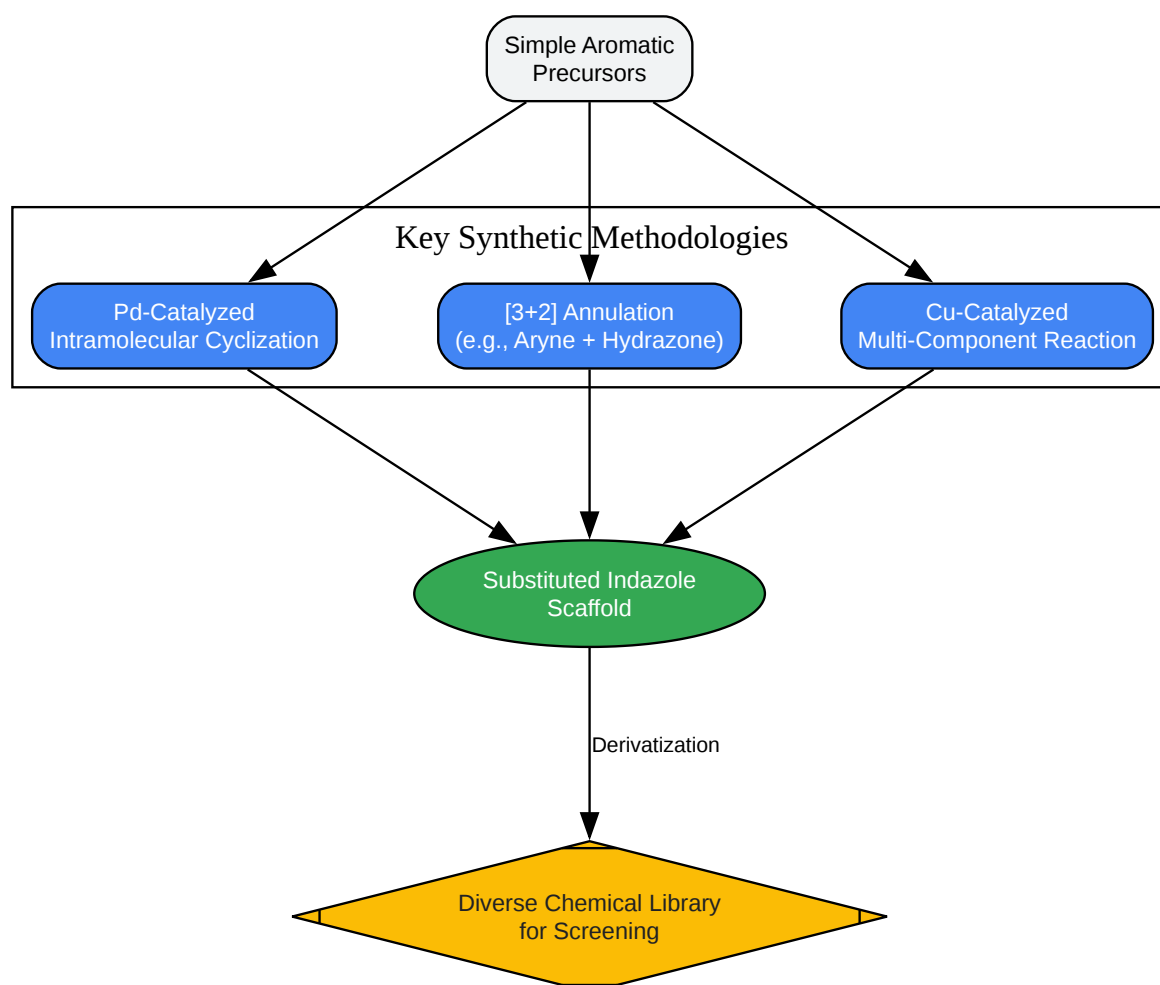 Simple Aromatic
Precursors
Key Synthetic Methodologies
Pd-Catalyzed
Intramolecular Cyclization
[3+2] Annulation
(e.g., Aryne + Hydrazone)
Cu-Catalyzed
Multi-Component Reaction
Substituted Indazole
Scaffold
Derivatization
Diverse Chemical Library
for Screening